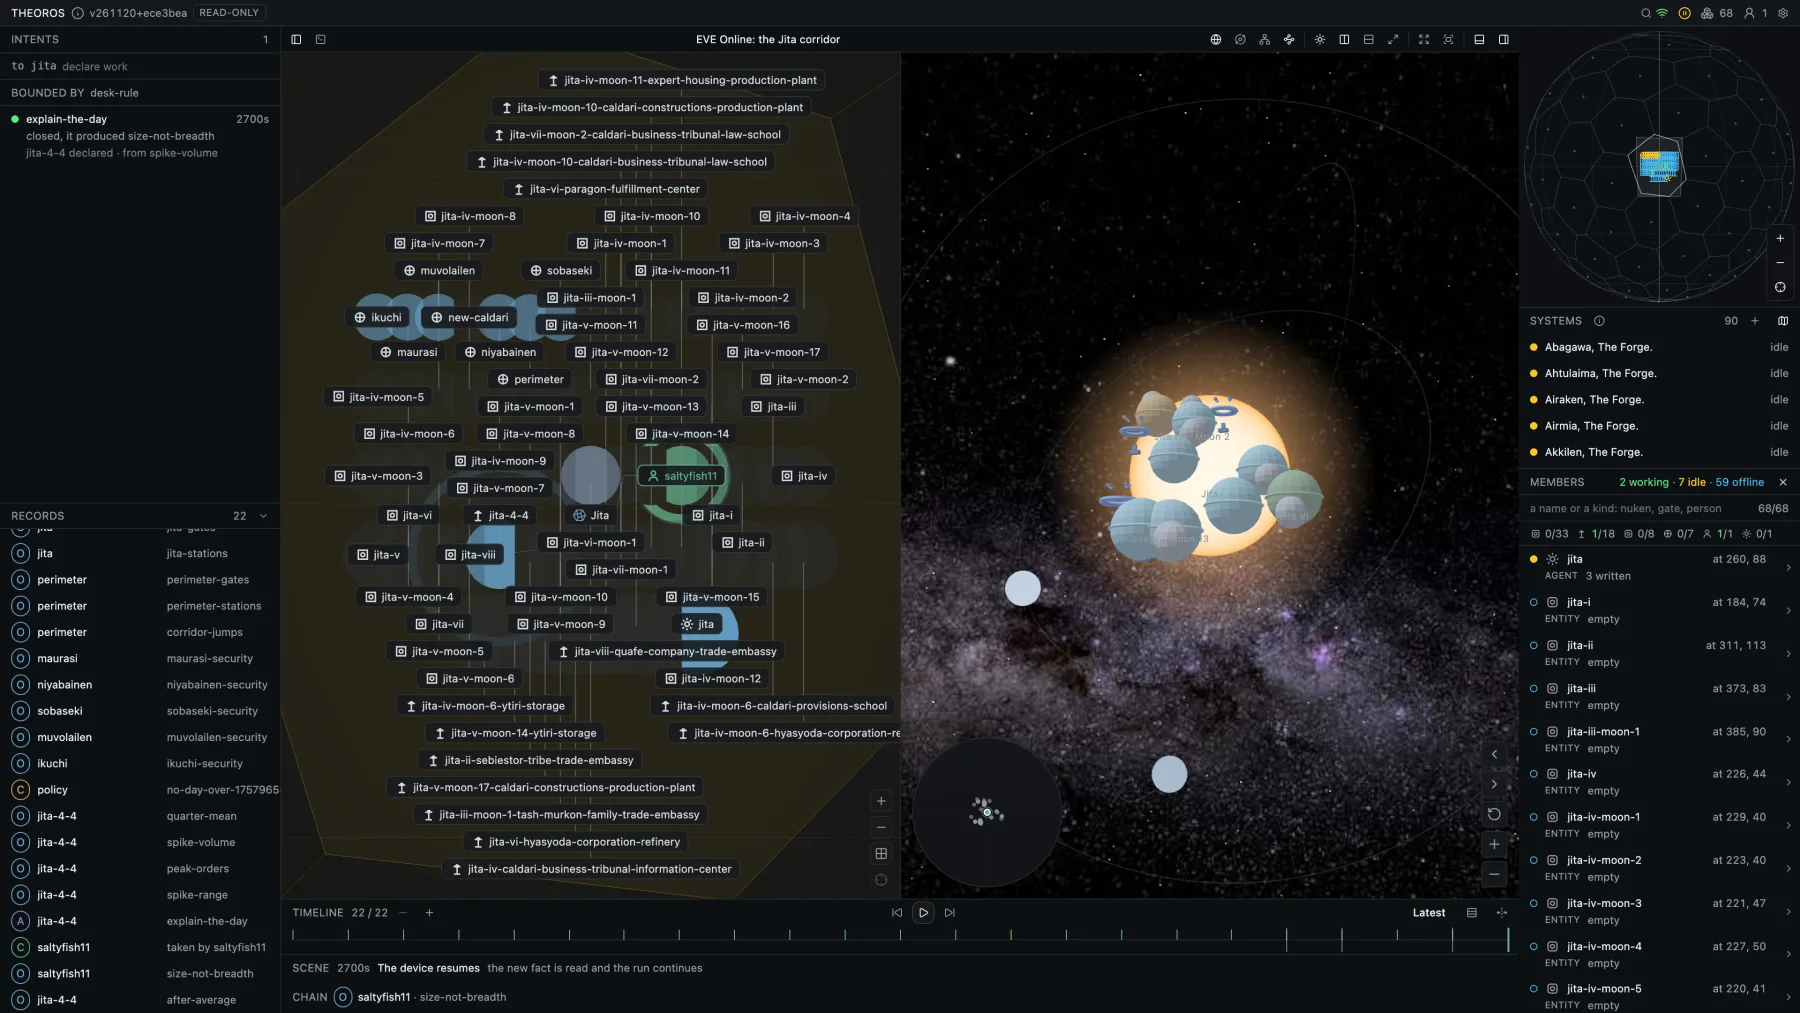 THEOROS v261120+ece3bea READ-ONLY
68 1
INTENTS 1
to jita declare work
BOUNDED BY desk-rule
explain-the-day 2700s
closed, it produced size-not-breadth
jita-4-4 declared · from spike-volume
RECORDS 22
jita jita-gates
jita jita-stations
perimeter perimeter-gates
perimeter perimeter-stations
perimeter corridor-jumps
maurasi maurasi-security
niyabainen niyabainen-security
sobaseki sobaseki-security
muvolailen muvolailen-security
ikuchi ikuchi-security
policy no-day-over-1757965
jita-4-4 quarter-mean
jita-4-4 spike-volume
jita-4-4 peak-orders
jita-4-4 spike-range
jita-4-4 explain-the-day
saltyfish11 taken by saltyfish11
saltyfish11 size-not-breadth
jita-4-4 after-average
EVE Online: the Jita corridor
jita-iv-moon-11-expert-housing-production-plant
jita-iv-moon-10-caldari-constructions-production-plant
jita-vii-moon-2-caldari-business-tribunal-law-school
jita-iv-moon-10-caldari-business-tribunal-law-school
jita-vi-paragon-fulfillment-center
jita-iv-moon-8 jita-iv-moon-10 jita-iv-moon-4
jita-iv-moon-7 jita-iv-moon-1 jita-iv-moon-3
muvolailen sobaseki jita-iv-moon-11
jita-iii-moon-1 jita-iv-moon-2
ikuchi new-caldari jita-v-moon-11 jita-v-moon-16
maurasi niyabainen jita-v-moon-12 jita-v-moon-17
perimeter jita-vii-moon-2 jita-v-moon-2
jita-iv-moon-5 jita-v-moon-1 jita-v-moon-13 jita-iii
jita-iv-moon-6 jita-v-moon-8 jita-v-moon-14
jita-iv-moon-9
jita-v-moon-3 jita-v-moon-7 saltyfish11 jita-iv
jita-vi jita-4-4 Jita jita-i
jita-vi-moon-1 jita-ii
jita-v jita-viii jita-vii-moon-1
jita-v-moon-4 jita-v-moon-10 jita-v-moon-15
jita-vii jita-v-moon-9 jita
jita-v-moon-5 jita-viii-quafe-company-trade-embassy
jita-v-moon-6 jita-iv-moon-12
jita-iv-moon-6-ytiri-storage jita-iv-moon-6-caldari-provisions-school
jita-v-moon-14-ytiri-storage jita-iv-moon-6-hyasyoda-corporation-re
jita-ii-sebiestor-tribe-trade-embassy
jita-v-moon-17-caldari-constructions-production-plant
jita-iii-moon-1-tash-murkon-family-trade-embassy
jita-vi-hyasyoda-corporation-refinery
jita-iv-caldari-business-tribunal-information-center
Jita
TIMELINE 22 / 22 Latest
SCENE 2700s The device resumes the new fact is read and the run continues
CHAIN saltyfish11 · size-not-breadth
SYSTEMS 90
Abagawa, The Forge. idle
Ahtulaima, The Forge. idle
Airaken, The Forge. idle
Airmia, The Forge. idle
Akkilen, The Forge. idle
MEMBERS 2 working · 7 idle · 59 offline
a name or a kind: nuken, gate, person 68/68
0/33 1/18 0/8 0/7 1/1 0/1
jita at 260, 88
AGENT 3 written
jita-i at 184, 74
ENTITY empty
jita-ii at 311, 113
ENTITY empty
jita-iii at 373, 83
ENTITY empty
jita-iii-moon-1 at 385, 90
ENTITY empty
jita-iv at 226, 44
ENTITY empty
jita-iv-moon-1 at 229, 40
ENTITY empty
jita-iv-moon-2 at 223, 40
ENTITY empty
jita-iv-moon-3 at 221, 47
ENTITY empty
jita-iv-moon-4 at 227, 50
ENTITY empty
jita-iv-moon-5 at 220, 41
ENTITY empty